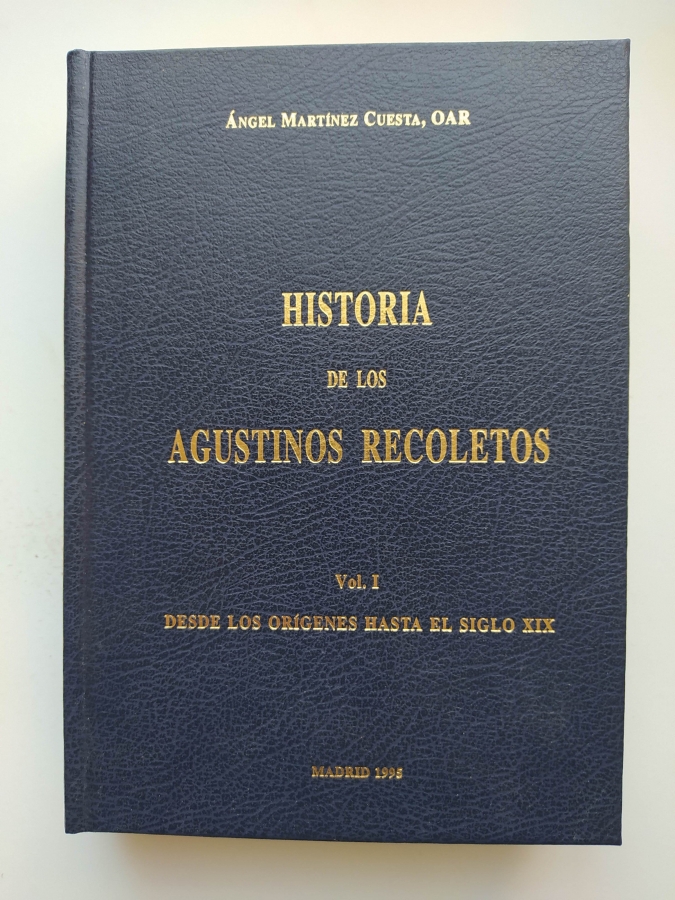 ÁNGEL MARTÍNEZ CUESTA, OAR
HISTORIA
DE LOS
AGUSTINOS RECOLETOS
Vol. I
DESDE LOS ORÍGENES HASTA EL SIGLO XIX
MADRID 1995